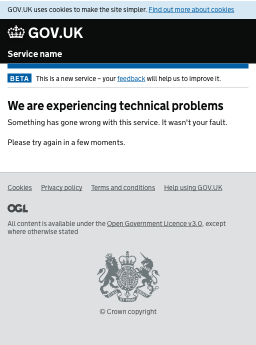 GOV.UK uses cookies to make the site simpler. Find out more about cookies
GOV.UK
Service name
BETA This is a new service – your feedback will help us to improve it.
We are experiencing technical problems
Something has gone wrong with this service. It wasn't your fault.
Please try again in a few moments.
Cookies Privacy policy Terms and conditions Help using GOV.UK
OGL
All content is available under the Open Government Licence v3.0, except
where otherwise stated
© Crown copyright